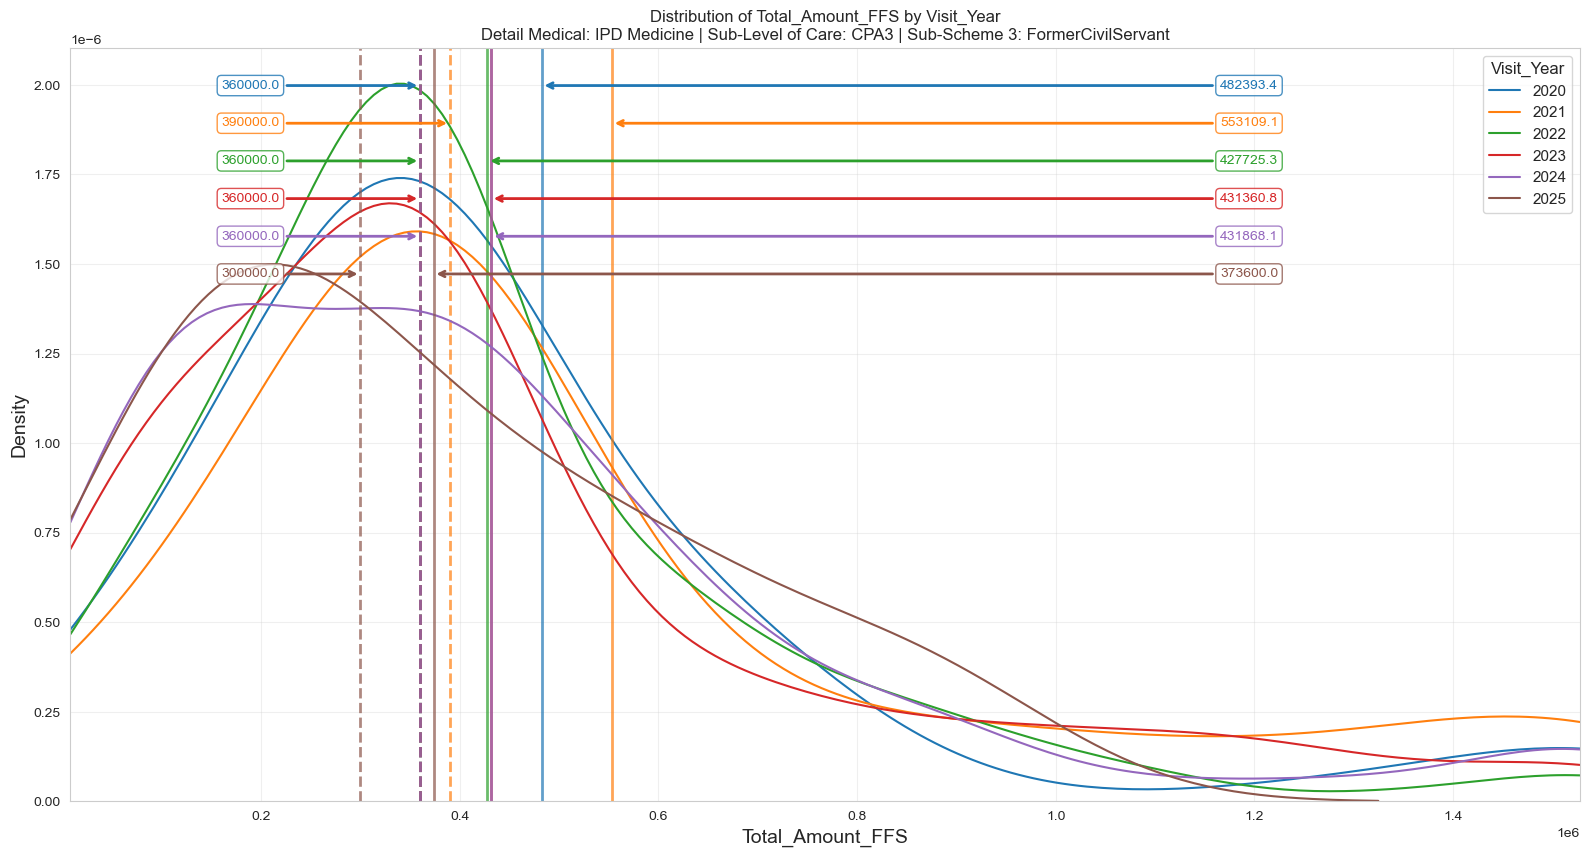 Distribution of Total_Amount_FFS by Visit_Year
Detail Medical: IPD Medicine | Sub-Level of Care: CPA3 | Sub-Scheme 3: FormerCivilServant
1e−6
Visit_Year
2020
2021
2022
2023
2024
2025
360000.0 482393.4
390000.0 553109.1
360000.0 427725.3
360000.0 431360.8
360000.0 431868.1
300000.0 373600.0
2.00
1.75
1.50
1.25
1.00
0.75
0.50
0.25
0.00
Density
0.2 0.4 0.6 0.8 1.0 1.2 1.4
1e6
Total_Amount_FFS